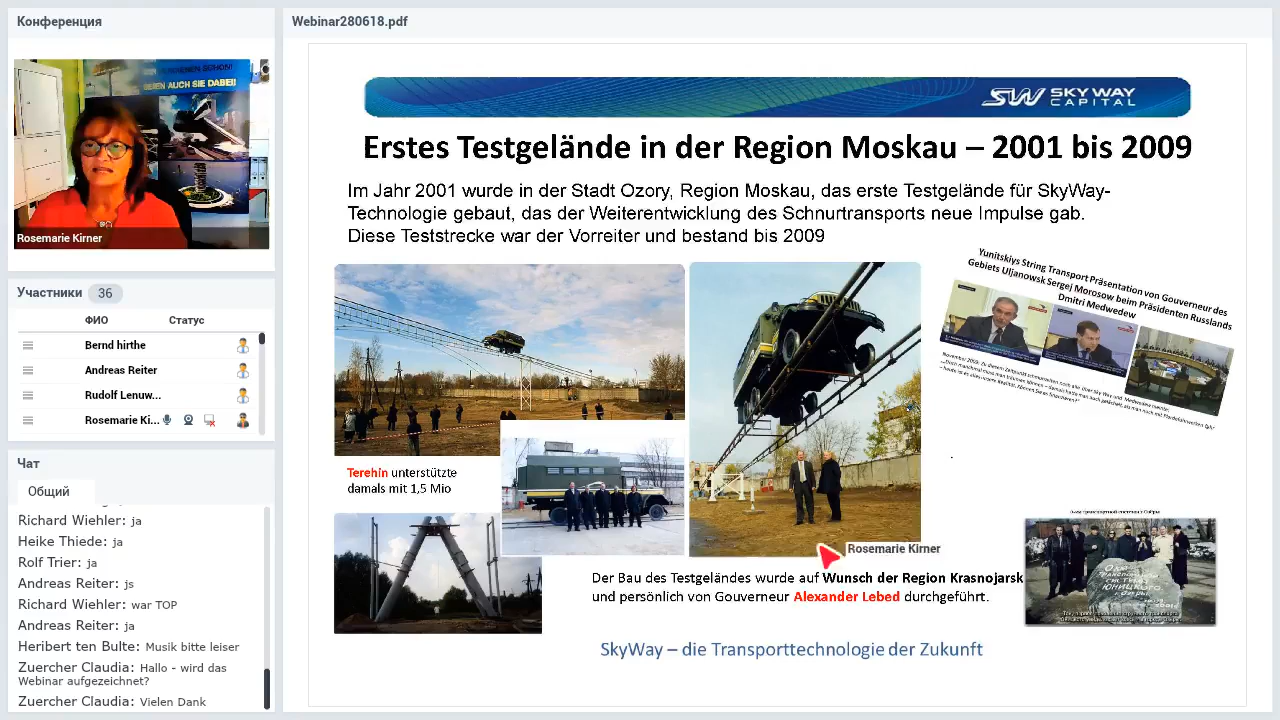 Конференция
BEIEN AUCH SIE DABEI!
Rosemarie Kirner
Участники 36
ФИО Статус
Bernd hirthe
Andreas Reiter
Rudolf Lenuw...
Rosemarie Ki...
Чат
Общий
Richard Wiehler: ja
Heike Thiede: ja
Rolf Trier: ja
Andreas Reiter: js
Richard Wiehler: war TOP
Andreas Reiter: ja
Heribert ten Bulte: Musik bitte leiser
Zuercher Claudia: Hallo - wird das
Webinar aufgezeichnet?
Zuercher Claudia: Vielen Dank
Webinar280618.pdf
SW SKY WAY
CAPITAL
Erstes Testgelände in der Region Moskau – 2001 bis 2009
Im Jahr 2001 wurde in der Stadt Ozory, Region Moskau, das erste Testgelände für SkyWay-
Technologie gebaut, das der Weiterentwicklung des Schnurtransports neue Impulse gab.
Diese Teststrecke war der Vorreiter und bestand bis 2009
Yunitskiys String Transport Präsentation von Gouverneur des
Gebiets Uljanowsk Sergej Morosow beim Präsidenten Russlands
Dmitri Medwedew
Terehin unterstützte
damals mit 1,5 Mio
Rosemarie Kirner
Der Bau des Testgeländes wurde auf Wunsch der Region Krasnojarsk
und persönlich von Gouverneur Alexander Lebed durchgeführt.
SkyWay – die Transporttechnologie der Zukunft